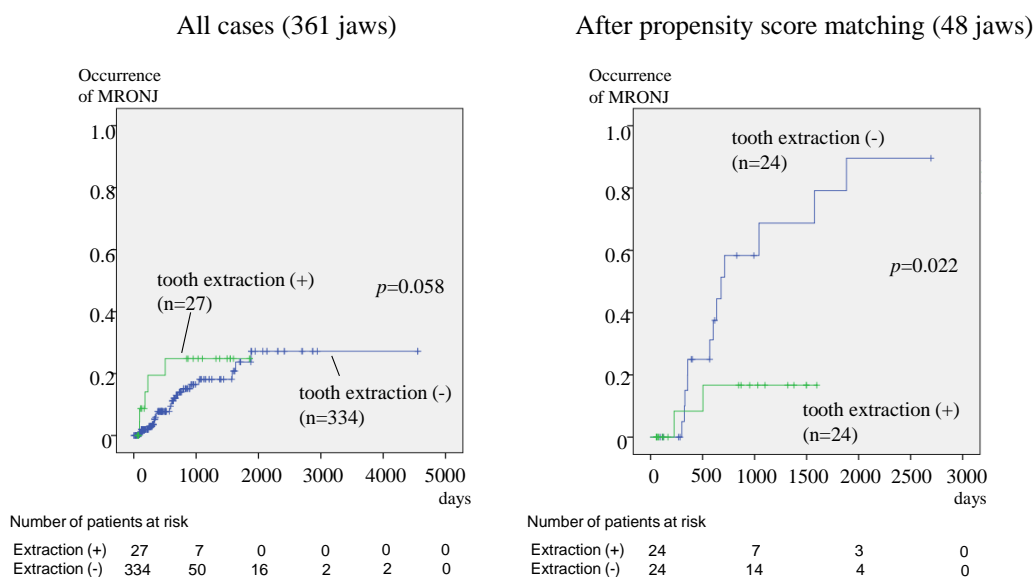 All cases (361 jaws)
After propensity score matching (48 jaws)
Occurrence
of MRONJ
1.0
0.8
0.6
0.4
0.2
0
tooth extraction (+)
(n=27)
p=0.058
tooth extraction (-)
(n=334)
0 1000 2000 3000 4000 5000
days
Number of patients at risk
Extraction (+) 27 7 0 0 0 0
Extraction (-) 334 50 16 2 2 0
Occurrence
of MRONJ
1.0
0.8
0.6
0.4
0.2
0
tooth extraction (-)
(n=24)
p=0.022
tooth extraction (+)
(n=24)
0 500 1000 1500 2000 2500 3000
days
Number of patients at risk
Extraction (+) 24 7 3 0
Extraction (-) 24 14 4 0